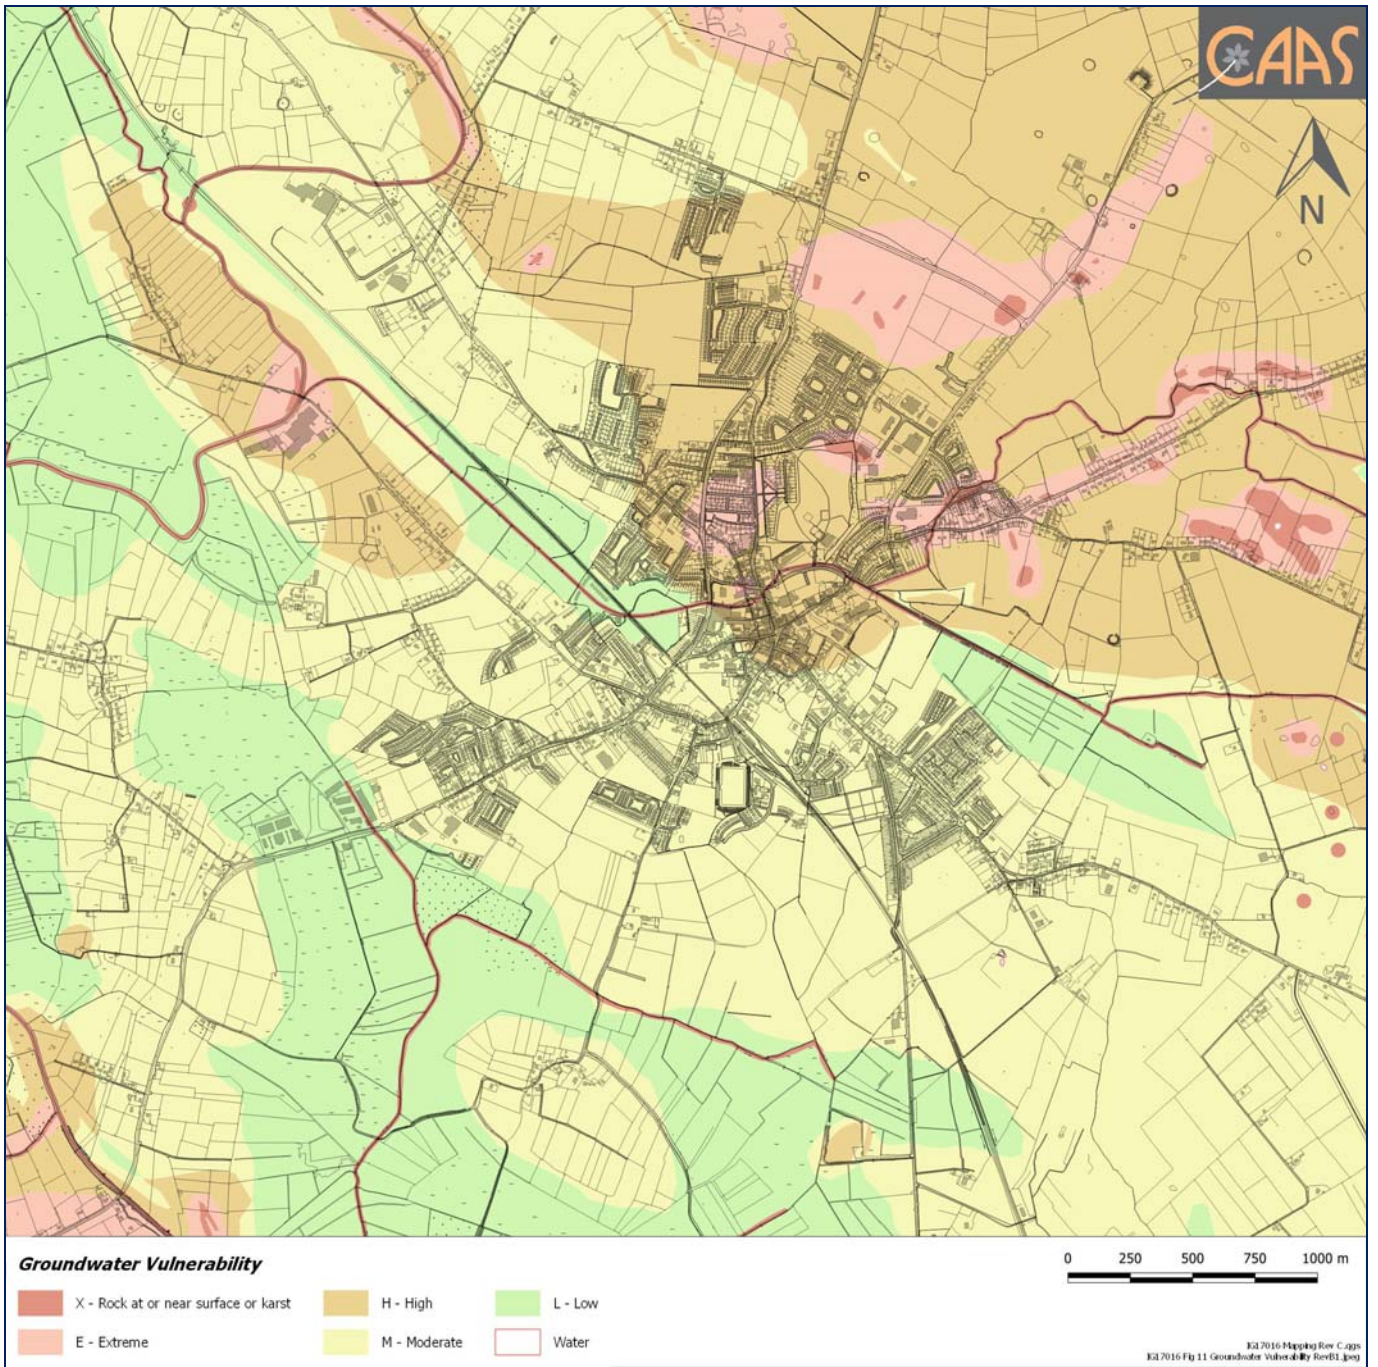 CAAS
N
Groundwater Vulnerability
0 250 500 750 1000 m
X - Rock at or near surface or karst
H - High
L - Low
E - Extreme
M - Moderate
Water
IG17016 Mapping Rev C.qgs
IG17016 Fig 11 Groundwater Vulnerability RevB1.jpeg